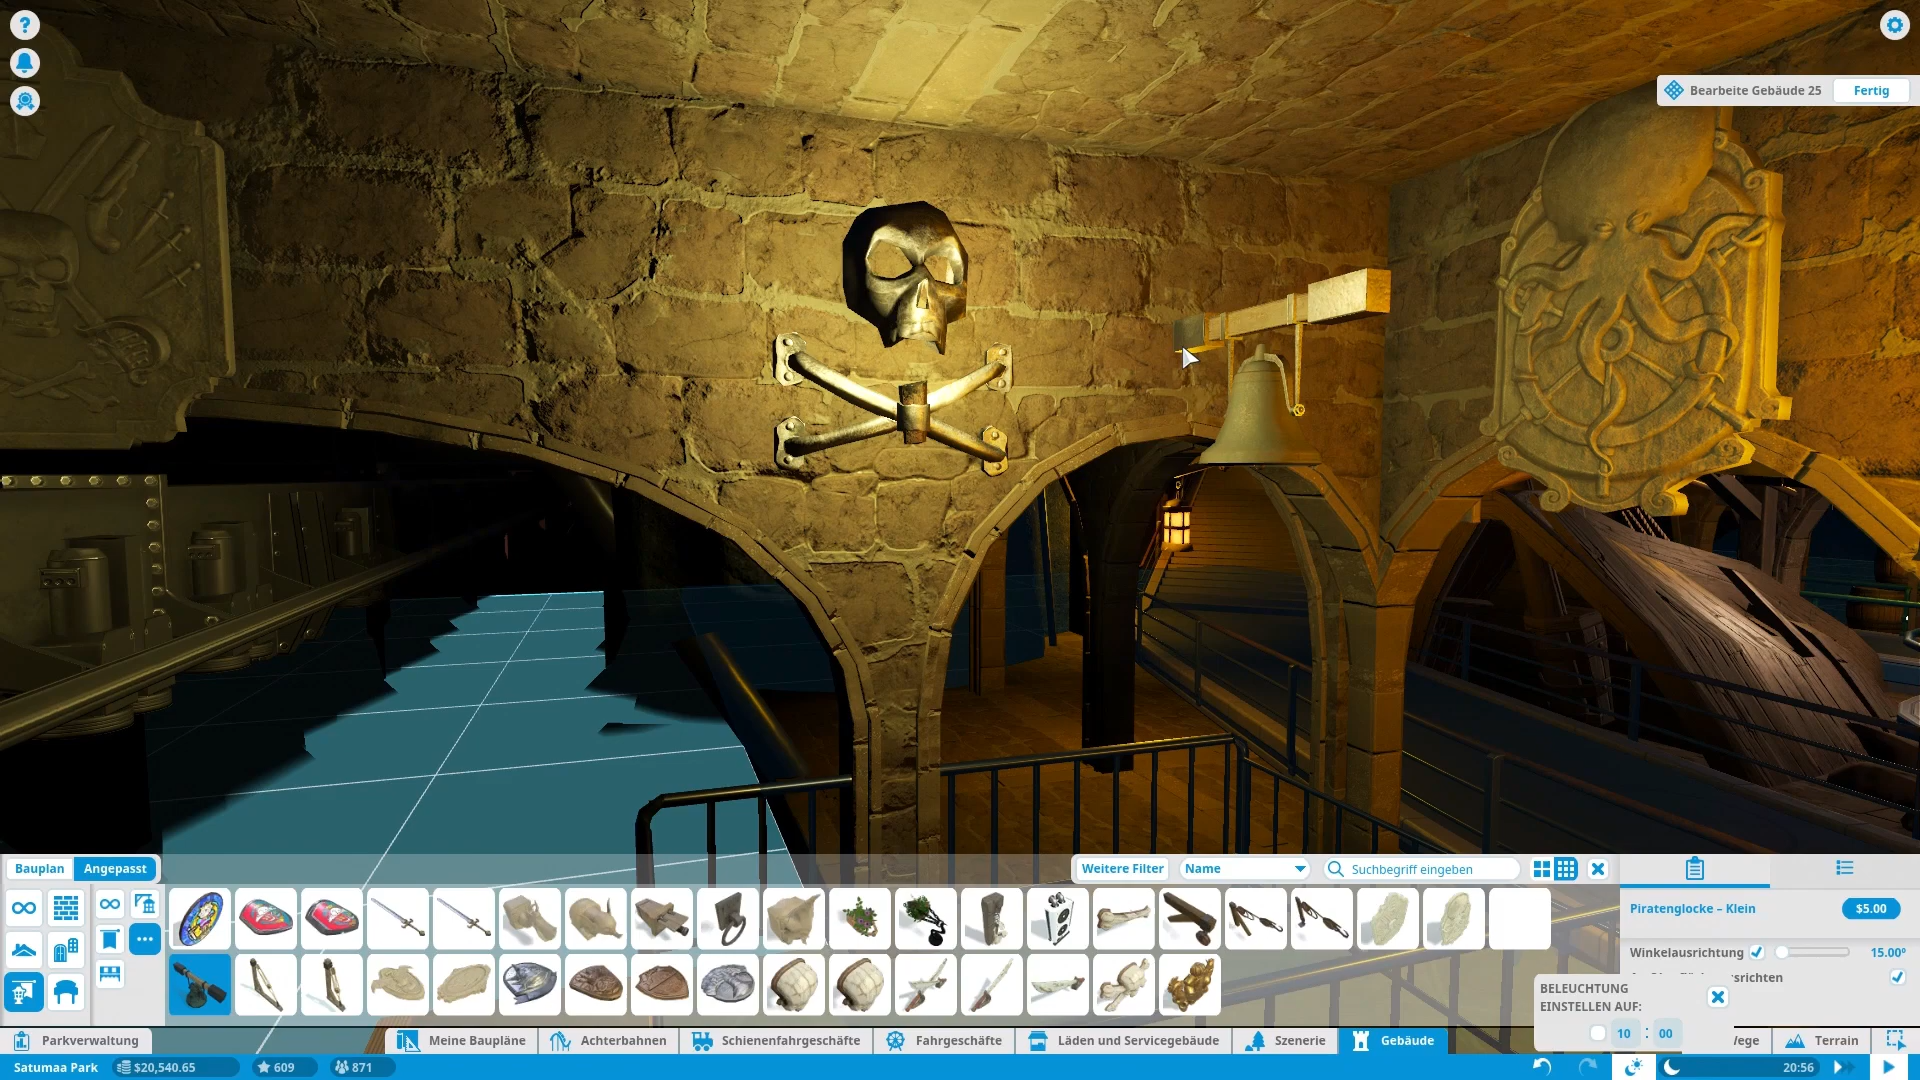 ?
Bearbeite Gebäude 25
Fertig
Bauplan
Angepasst
Weitere Filter
Name
Suchbegriff eingeben
Piratenglocke – Klein
$5.00
Winkelausrichtung
15.00°
srichten
BELEUCHTUNG
EINSTELLEN AUF:
10 : 00
Parkverwaltung
Meine Baupläne
Achterbahnen
Schienenfahrgeschäfte
Fahrgeschäfte
Läden und Servicegebäude
Szenerie
Gebäude
Vege
Terrain
Satumaa Park
$20,540.65
609
871
20:56